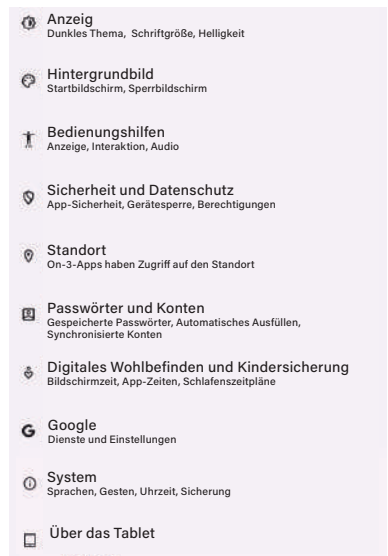 Anzeig
Dunkles Thema, Schriftgröße, Helligkeit
Hintergrundbild
Startbildschirm, Sperrbildschirm
Bedienungshilfen
Anzeige, Interaktion, Audio
Sicherheit und Datenschutz
App-Sicherheit, Gerätesperre, Berechtigungen
Standort
On-3-Apps haben Zugriff auf den Standort
Passwörter und Konten
Gespeicherte Passwörter, Automatisches Ausfüllen,
Synchronisierte Konten
Digitales Wohlbefinden und Kindersicherung
Bildschirmzeit, App-Zeiten, Schlafenszeitpläne
Google
Dienste und Einstellungen
System
Sprachen, Gesten, Uhrzeit, Sicherung
Über das Tablet